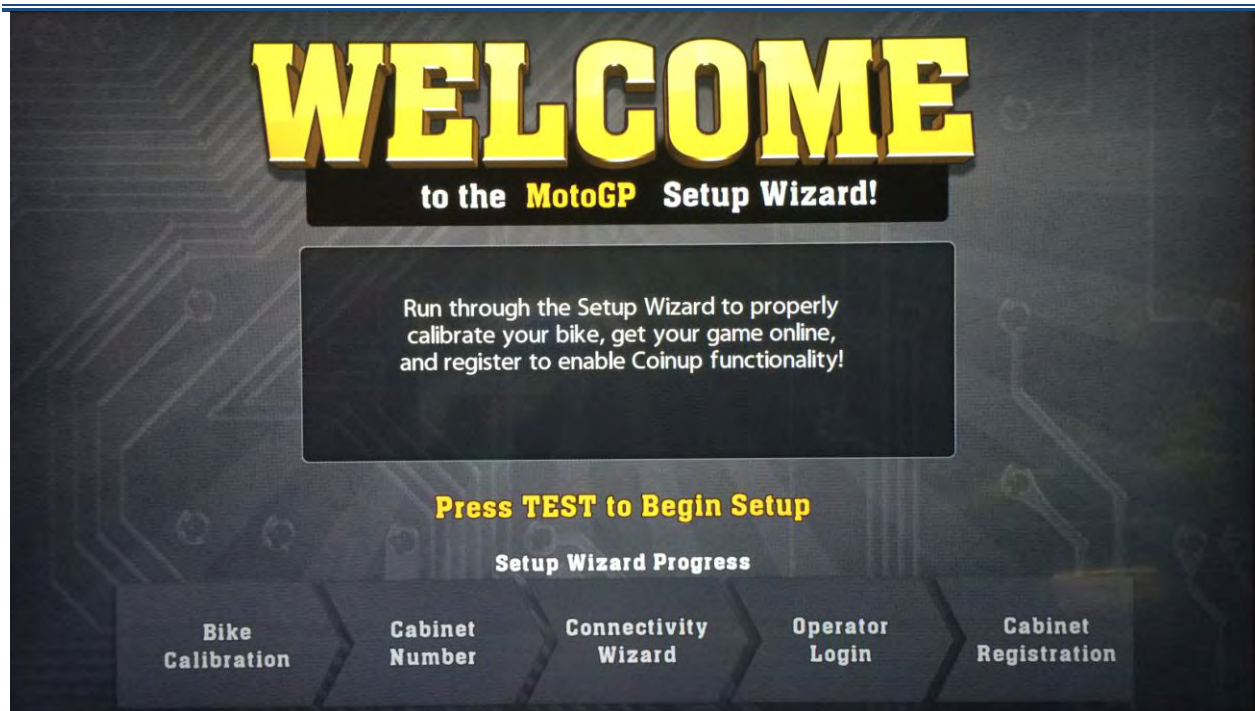 WELCOME
to the MotoGP Setup Wizard!
Run through the Setup Wizard to properly
calibrate your bike, get your game online,
and register to enable Coinup functionality!
Press TEST to Begin Setup
Setup Wizard Progress
Bike
Calibration
Cabinet
Number
Connectivity
Wizard
Operator
Login
Cabinet
Registration